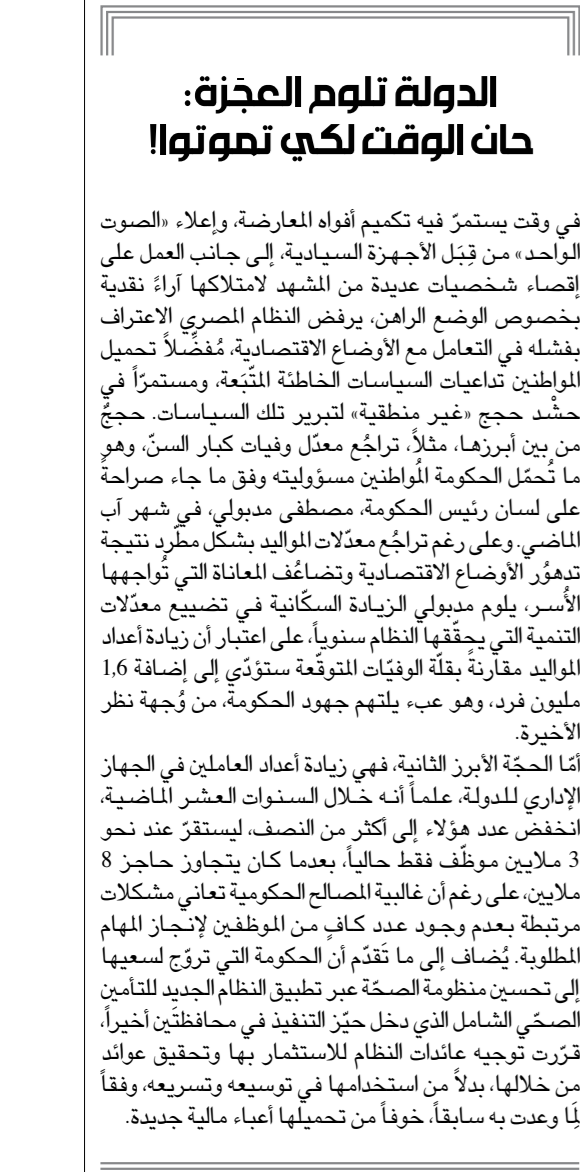 الدولة تلوم العجَزة:
حان الوقت لكي تموتوا!
في وقت يستمرّ فيه تكميم أفواه المعارضة، وإعلاء «الصوت
الواحد» من قِبَل الأجهزة السيادية، إلى جانب العمل على
إقصاء شخصيات عديدة من المشهد لامتلاكها آراءً نقدية
بخصوص الوضع الراهن، يرفض النظام المصري الاعتراف
بفشله في التعامل مع الأوضاع الاقتصادية، مُفضِّلاً تحميل
المواطنين تداعيات السياسات الخاطئة المتّبَعة، ومستمرّاً في
حشْد حجج «غير منطقية» لتبرير تلك السياسات. حججٌ
من بين أبرزها، مثلاً، تراجُع معدّل وفيات كبار السنّ، وهو
ما تُحمّل الحكومة المُواطنين مسؤوليته وفق ما جاء صراحةً
على لسان رئيس الحكومة، مصطفى مدبولي، في شهر آب
الماضي. وعلى رغم تراجُع معدّلات المواليد بشكل مطّرد نتيجة
تدهوُر الأوضاع الاقتصادية وتضاعُف المعاناة التي تُواجهها
الأُسر، يلوم مدبولي الزيادة السكّانية في تضييع معدّلات
التنمية التي يحقّقها النظام سنوياً، على اعتبار أن زيادة أعداد
المواليد مقارنةً بقلّة الوفيّات المتوقّعة ستؤدّي إلى إضافة 1,6
مليون فرد، وهو عبء يلتهم جهود الحكومة، من وُجهة نظر
الأخيرة.
أمّا الحجّة الأبرز الثانية، فهي زيادة أعداد العاملين في الجهاز
الإداري للدولة، علماً أنه خلال السنوات العشر الماضية،
انخفض عدد هؤلاء إلى أكثر من النصف، ليستقرّ عند نحو
3 ملايين موظّف فقط حالياً، بعدما كان يتجاوز حاجز 8
ملايين، على رغم أن غالبية المصالح الحكومية تعاني مشكلات
مرتبطة بعدم وجود عدد كافٍ من الموظفين لإنجاز المهام
المطلوبة. يُضاف إلى ما تَقدّم أن الحكومة التي تروّج لسعيها
إلى تحسين منظومة الصحّة عبر تطبيق النظام الجديد للتأمين
الصحّي الشامل الذي دخل حيّز التنفيذ في محافظتَين أخيراً،
قرّرت توجيه عائدات النظام للاستثمار بها وتحقيق عوائد
من خلالها، بدلاً من استخدامها في توسيعه وتسريعه، وفقاً
لِمَا وعدت به سابقاً، خوفاً من تحميلها أعباء مالية جديدة.